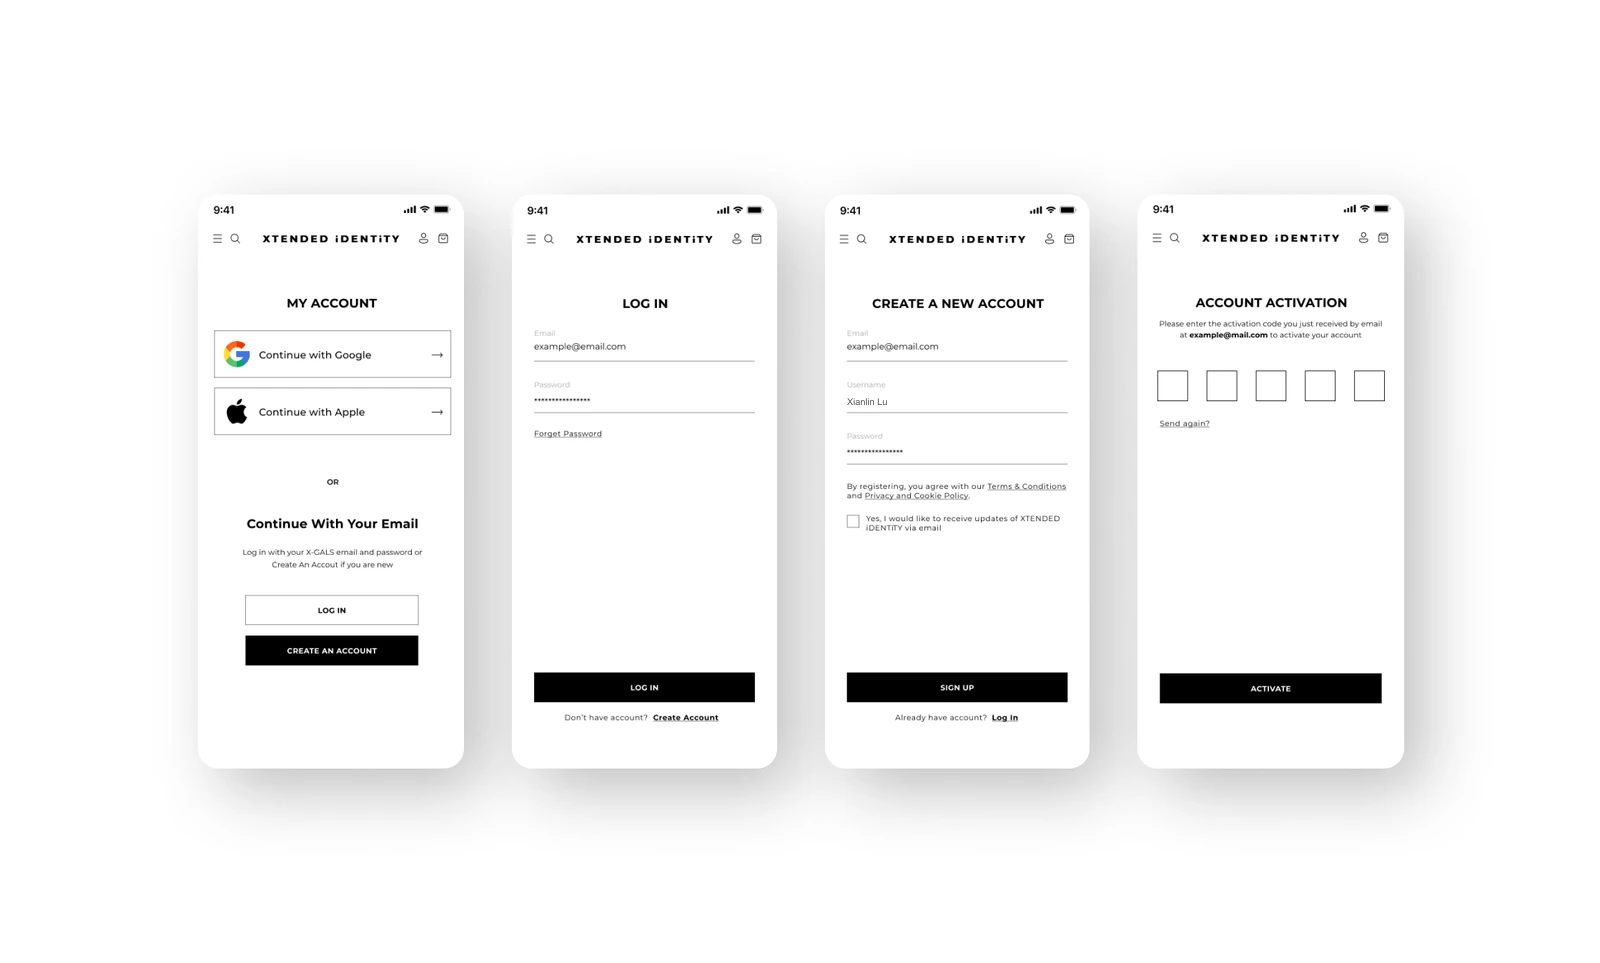 9:41
XTENDED iDENTiTY
MY ACCOUNT
Continue with Google
Continue with Apple
OR
Continue With Your Email
Log in with your X-GALS email and password or
Create An Accout if you are new
LOG IN
CREATE AN ACCOUNT
9:41
XTENDED iDENTiTY
LOG IN
Email
example@email.com
Password
****************
Forget Password
LOG IN
Don't have account? Create Account
9:41
XTENDED iDENTiTY
CREATE A NEW ACCOUNT
Email
example@email.com
Username
Xianlin Lu
Password
****************
By registering, you agree with our Terms & Conditions
and Privacy and Cookie Policy.
Yes, I would like to receive updates of XTENDED
iDENTiTY via email
SIGN UP
Already have account? Log In
9:41
XTENDED iDENTiTY
ACCOUNT ACTIVATION
Please enter the activation code you just received by email
at example@mail.com to activate your account
Send again?
ACTIVATE